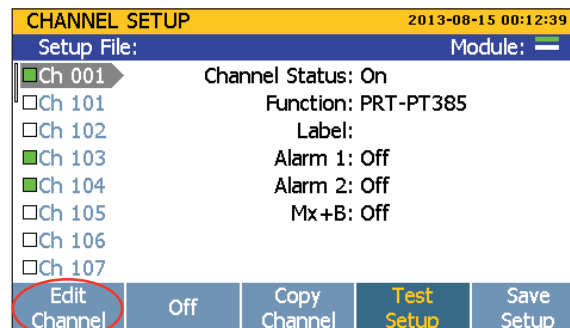 CHANNEL SETUP 2013-08-15 00:12:39
Setup File: Module:
Ch 001 Channel Status: On
Ch 101 Function: PRT-PT385
Ch 102 Label:
Ch 103 Alarm 1: Off
Ch 104 Alarm 2: Off
Ch 105 Mx+B: Off
Ch 106
Ch 107
Edit Channel Off Copy Channel Test Setup Save Setup